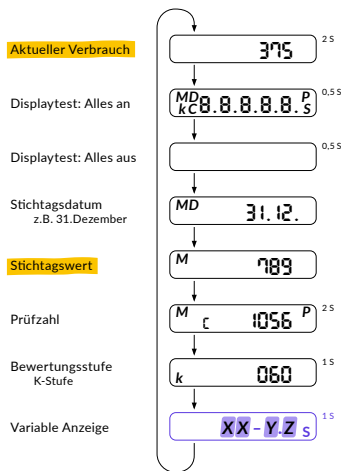 Aktueller Verbrauch
375
2 S
Displaytest: Alles an
MD
kC
8.8.8.8.8.
P
S
0,5 S
Displaytest: Alles aus
0,5 S
Stichtagsdatum
z.B. 31.Dezember
MD
31.12.
Stichtagswert
M
789
Prüfzahl
M
C
1056
P
2 S
Bewertungsstufe
K-Stufe
k
060
1 S
Variable Anzeige
XX-Y.Z
S
1 S